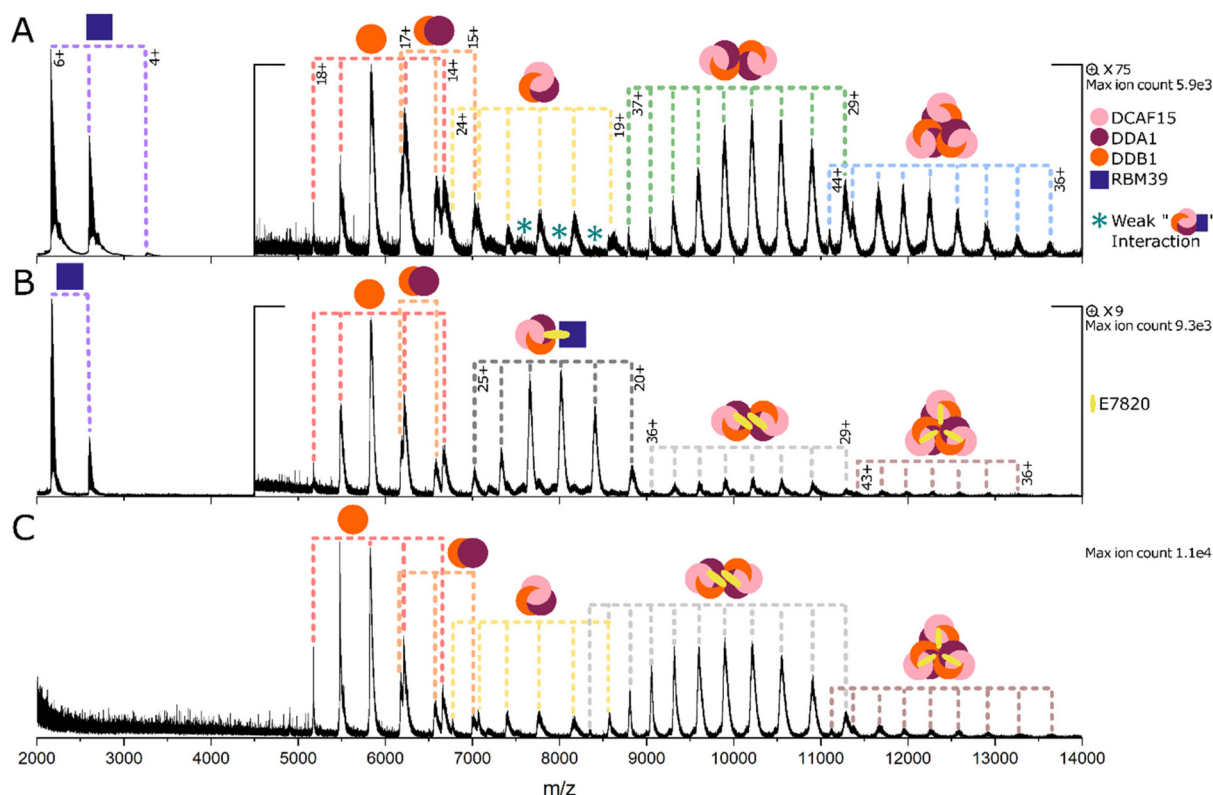 A
6+
4+
18+
17+
14+
15+
24+
19+
37+
29+
44+
36+
X75
Max ion count 5.9e3
DCAF15
DDA1
DDB1
RBM39
* Weak " "
Interaction
B
25+
20+
36+
29+
43+
36+
X9
Max ion count 9.3e3
E7820
C
Max ion count 1.1e4
2000 3000 4000 5000 6000 7000 8000 9000 10000 11000 12000 13000 14000
m/z